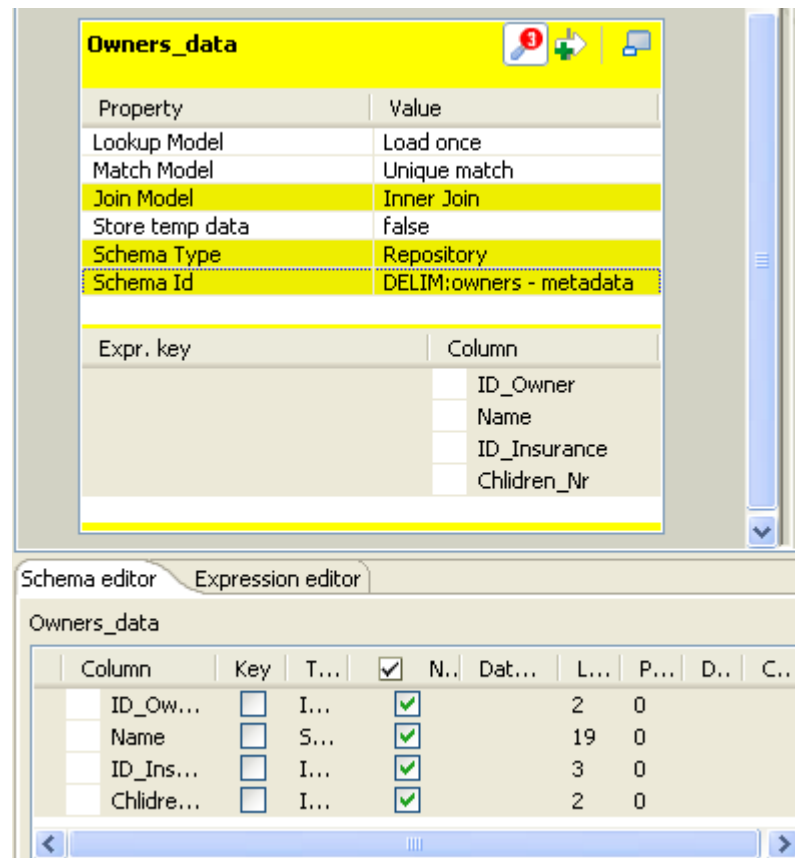 Owners_data 3
Property Value
Lookup Model Load once
Match Model Unique match
Join Model Inner Join
Store temp data false
Schema Type Repository
Schema Id DELIM:owners - metadata
Expr. key Column
ID_Owner
Name
ID_Insurance
Chlidren_Nr
Schema editor Expression editor
Owners_data
Column Key T... N.. Dat... L... P... D.. C..
ID_Ow... I... 2 0
Name S... 19 0
ID_Ins... I... 3 0
Chlidre... I... 2 0